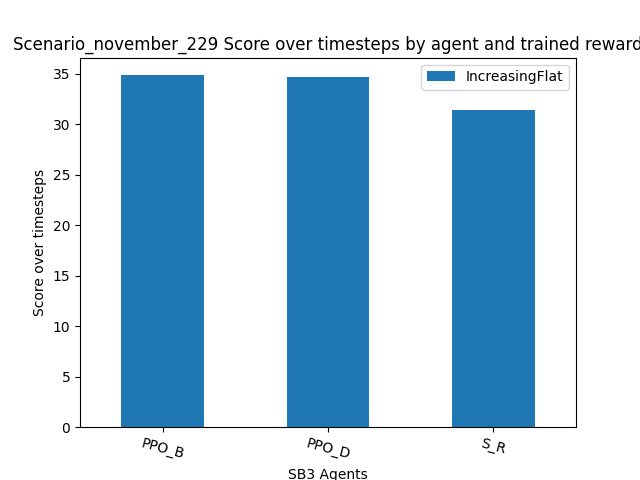 Scenario_november_229 Score over timesteps by agent and trained reward
IncreasingFlat
35
30
25
20
15
10
5
0
Score over timesteps
PPO_B
PPO_D
S_R
SB3 Agents